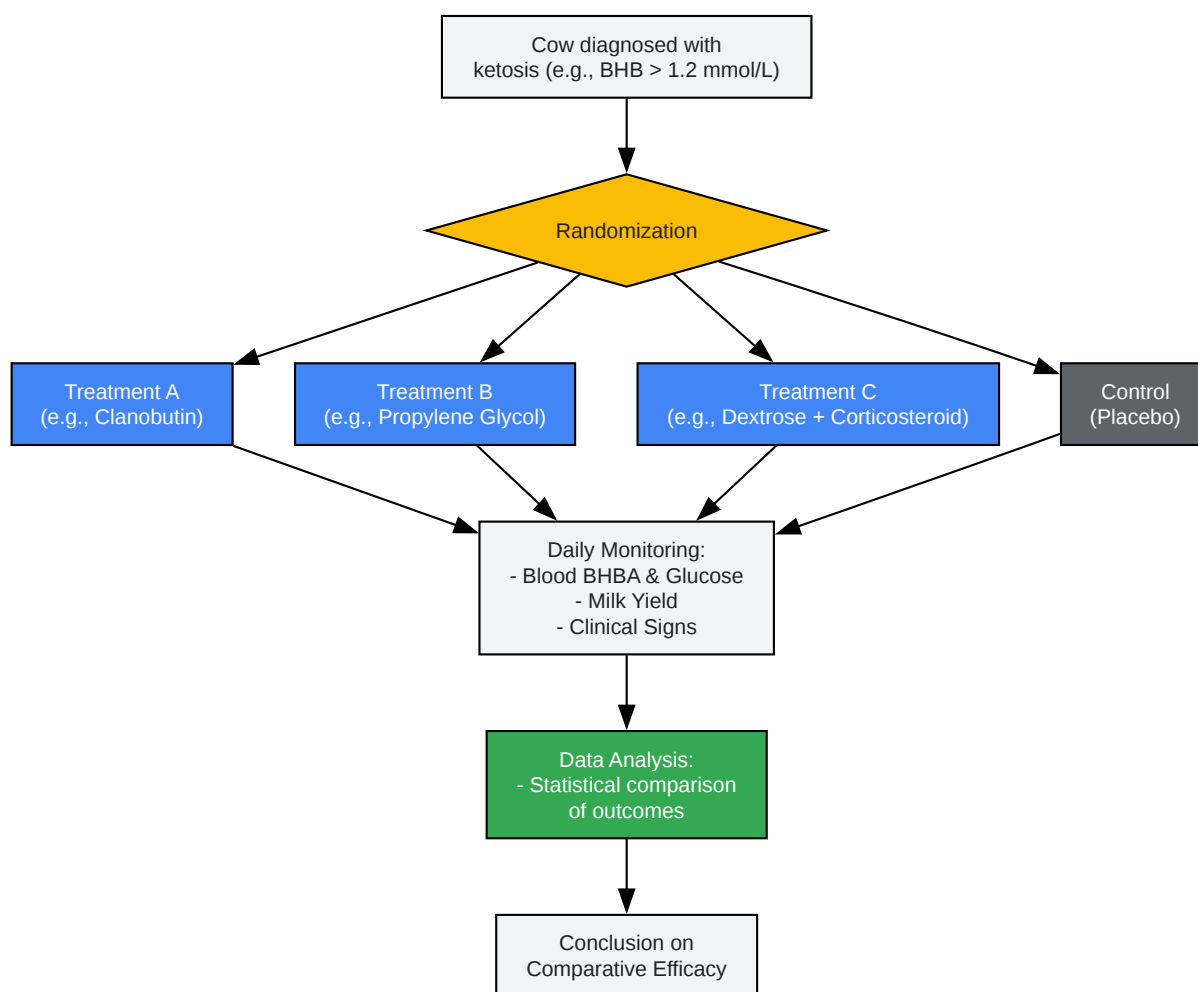 Cow diagnosed with
ketosis (e.g., BHB > 1.2 mmol/L)
Randomization
Treatment A
(e.g., Clanobutin)
Treatment B
(e.g., Propylene Glycol)
Treatment C
(e.g., Dextrose + Corticosteroid)
Control
(Placebo)
Daily Monitoring:
- Blood BHBA & Glucose
- Milk Yield
- Clinical Signs
Data Analysis:
- Statistical comparison
of outcomes
Conclusion on
Comparative Efficacy